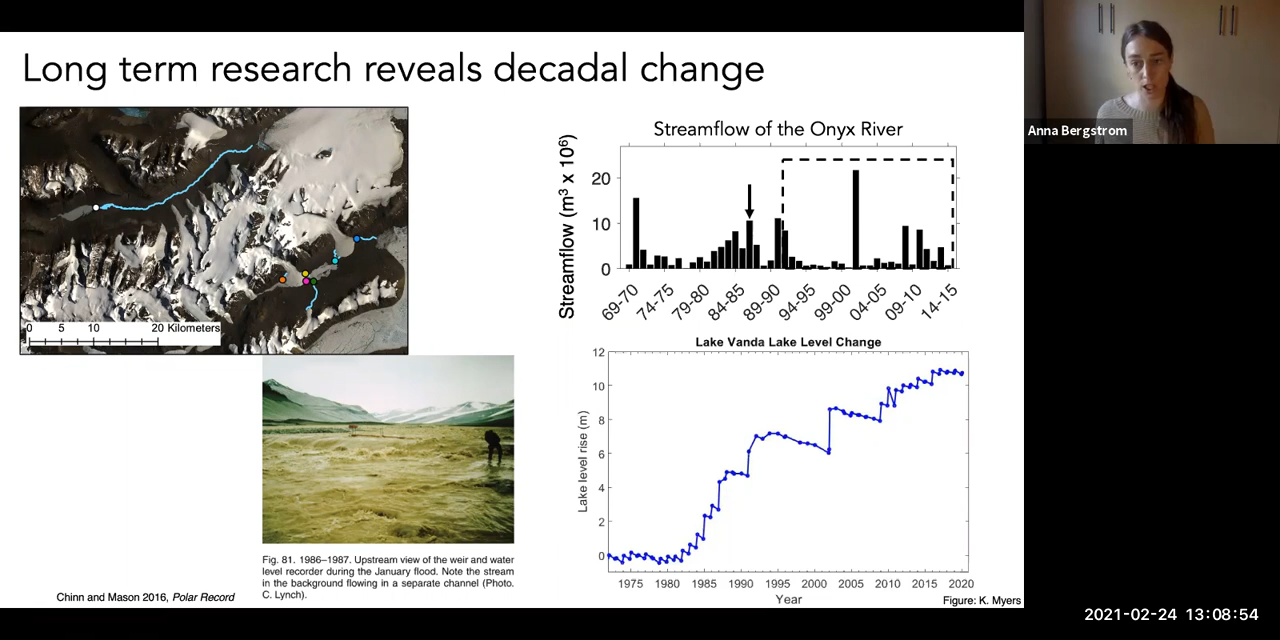 Long term research reveals decadal change
Anna Bergstrom
0 5 10 20 Kilometers
Streamflow of the Onyx River
Streamflow (m³ x 10⁶)
20
10
0
69-70 74-75 79-80 84-85 89-90 94-95 99-00 04-05 09-10 14-15
Lake Vanda Lake Level Change
Lake level rise (m)
12
10
8
6
4
2
0
1975 1980 1985 1990 1995 2000 2005 2010 2015 2020
Year
Figure: K. Myers
Fig. 81. 1986–1987. Upstream view of the weir and water
level recorder during the January flood. Note the stream
in the background flowing in a separate channel (Photo.
C. Lynch).
Chinn and Mason 2016, Polar Record
2021-02-24 13:08:54